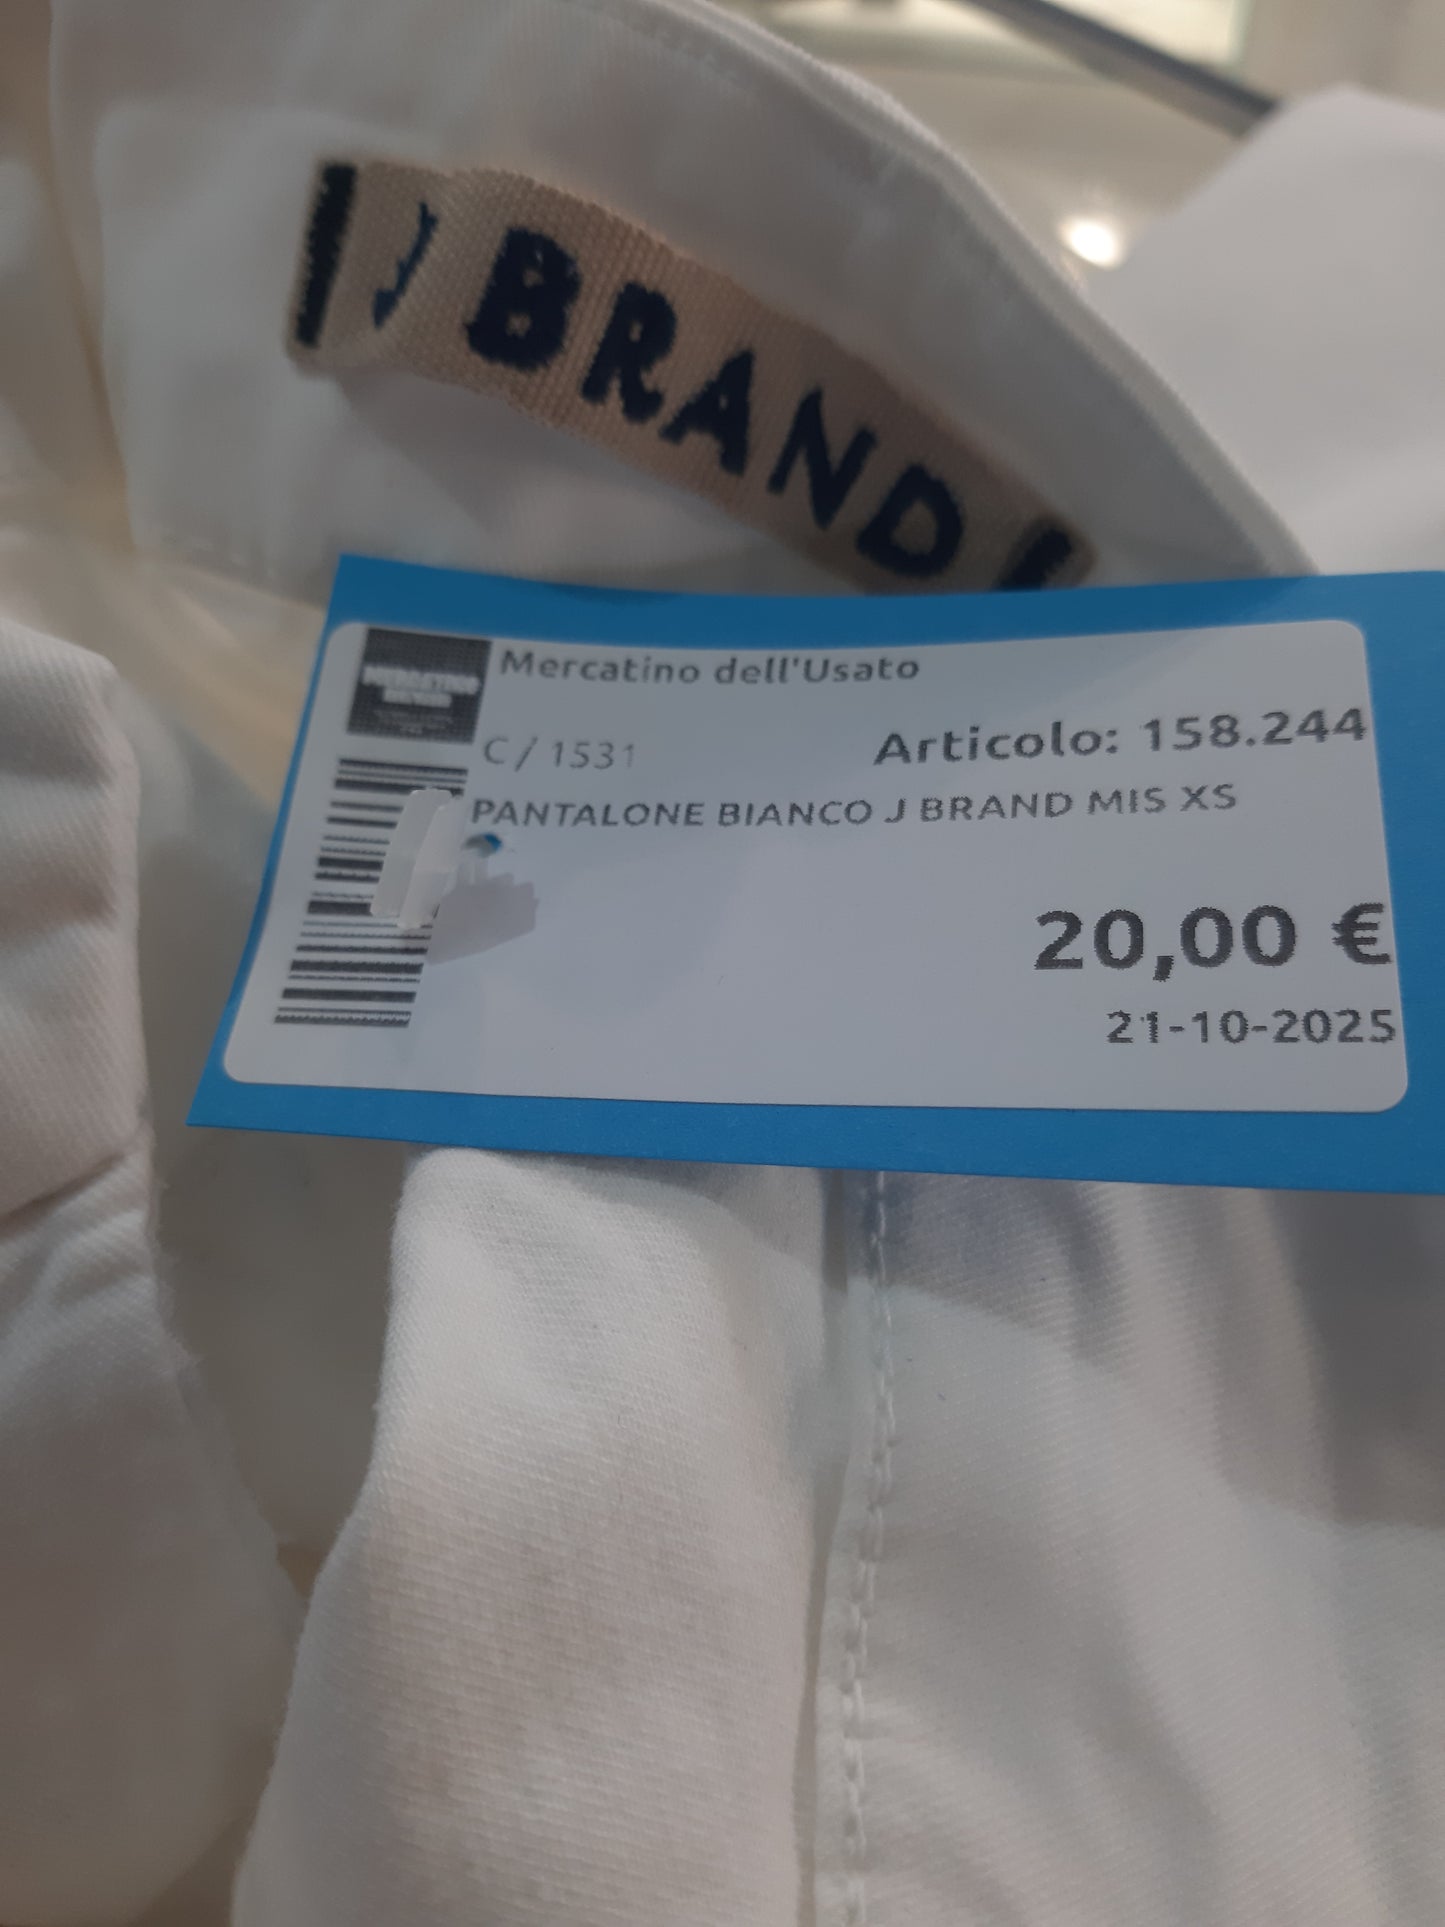 J BRAND
Mercatino dell'Usato
C/ 1531
Articolo: 158.244
PANTALONE BIANCO J BRAND MIS XS
20,00 €
21-10-2025